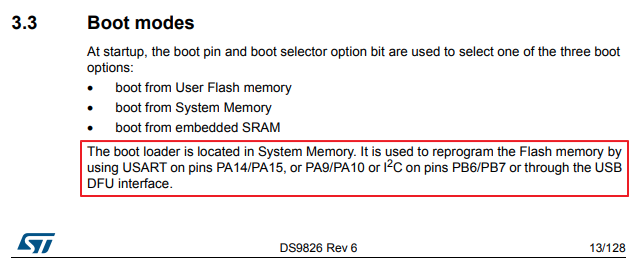 3.3 Boot modes
At startup, the boot pin and boot selector option bit are used to select one of the three boot
options:
• boot from User Flash memory
• boot from System Memory
• boot from embedded SRAM
The boot loader is located in System Memory. It is used to reprogram the Flash memory by
using USART on pins PA14/PA15, or PA9/PA10 or I²C on pins PB6/PB7 or through the USB
DFU interface.
ST DS9826 Rev 6 13/128